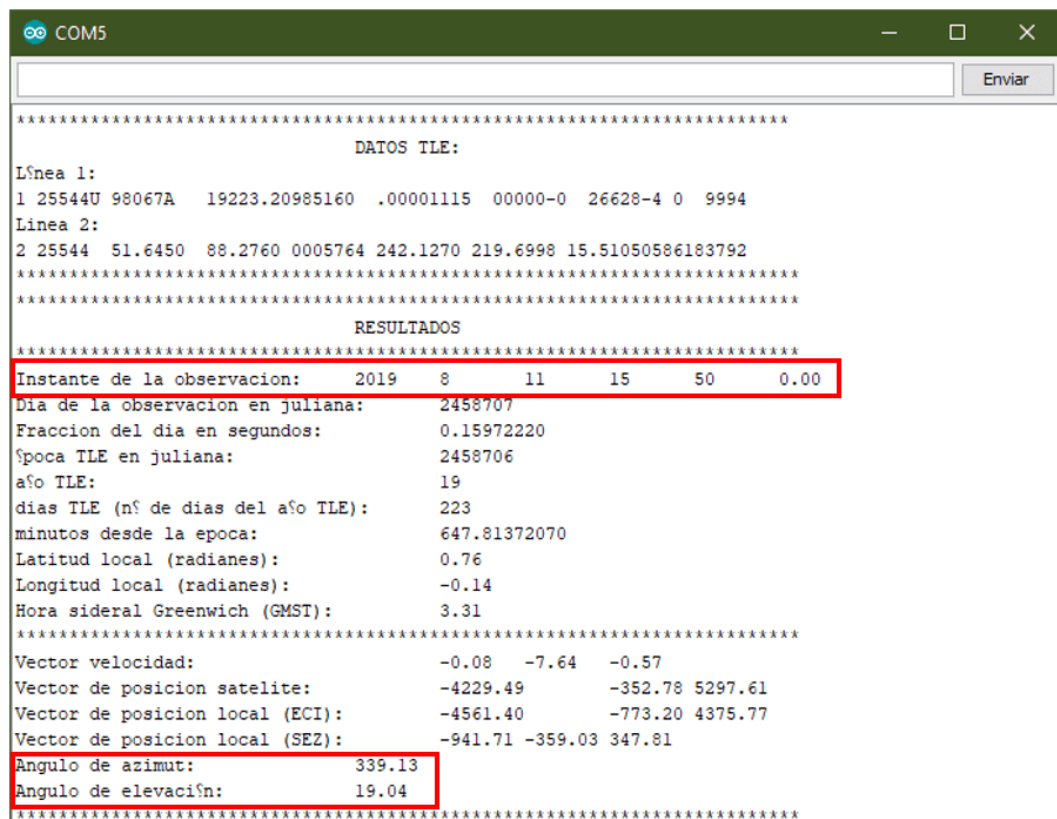 COM5
Enviar
*************************************************************************
DATOS TLE:
L⸮nea 1:
1 25544U 98067A   19223.20985160  .00001115  00000-0  26628-4 0  9994
Linea 2:
2 25544  51.6450  88.2760 0005764 242.1270 219.6998 15.51050586183792
**************************************************************************
**************************************************************************
RESULTADOS
**************************************************************************
Instante de la observacion: 2019 8 11 15 50 0.00
Dia de la observacion en juliana: 2458707
Fraccion del dia en segundos: 0.15972220
⸮poca TLE en juliana: 2458706
a⸮o TLE: 19
dias TLE (n⸮ de dias del a⸮o TLE): 223
minutos desde la epoca: 647.81372070
Latitud local (radianes): 0.76
Longitud local (radianes): -0.14
Hora sideral Greenwich (GMST): 3.31
**************************************************************************
Vector velocidad: -0.08 -7.64 -0.57
Vector de posicion satelite: -4229.49 -352.78 5297.61
Vector de posicion local (ECI): -4561.40 -773.20 4375.77
Vector de posicion local (SEZ): -941.71 -359.03 347.81
Angulo de azimut: 339.13
Angulo de elevaci⸮n: 19.04
**************************************************************************